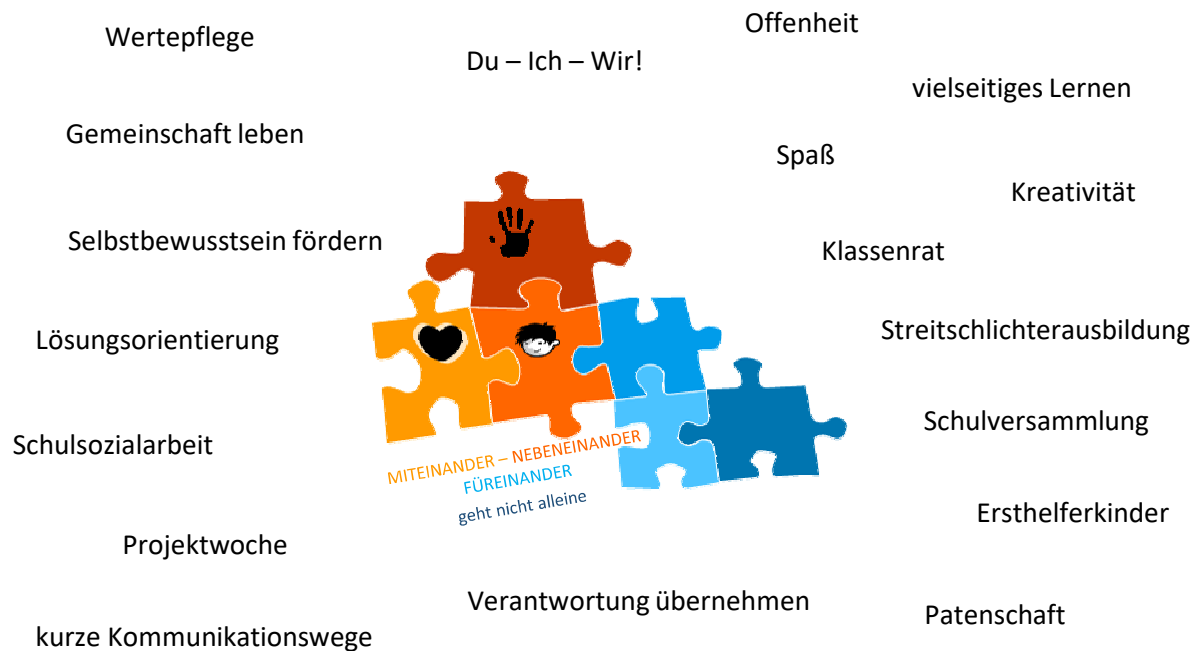 Offenheit
Wertepflege
Du – Ich – Wir!
vielseitiges Lernen
Gemeinschaft leben
Spaß
Kreativität
Selbstbewusstsein fördern
Klassenrat
Lösungsorientierung
Streitschlichterausbildung
Schulversammlung
Schulsozialarbeit
MITEINANDER – NEBENEINANDER
FÜREINANDER
geht nicht alleine
Ersthelferkinder
Projektwoche
Verantwortung übernehmen
Patenschaft
kurze Kommunikationswege